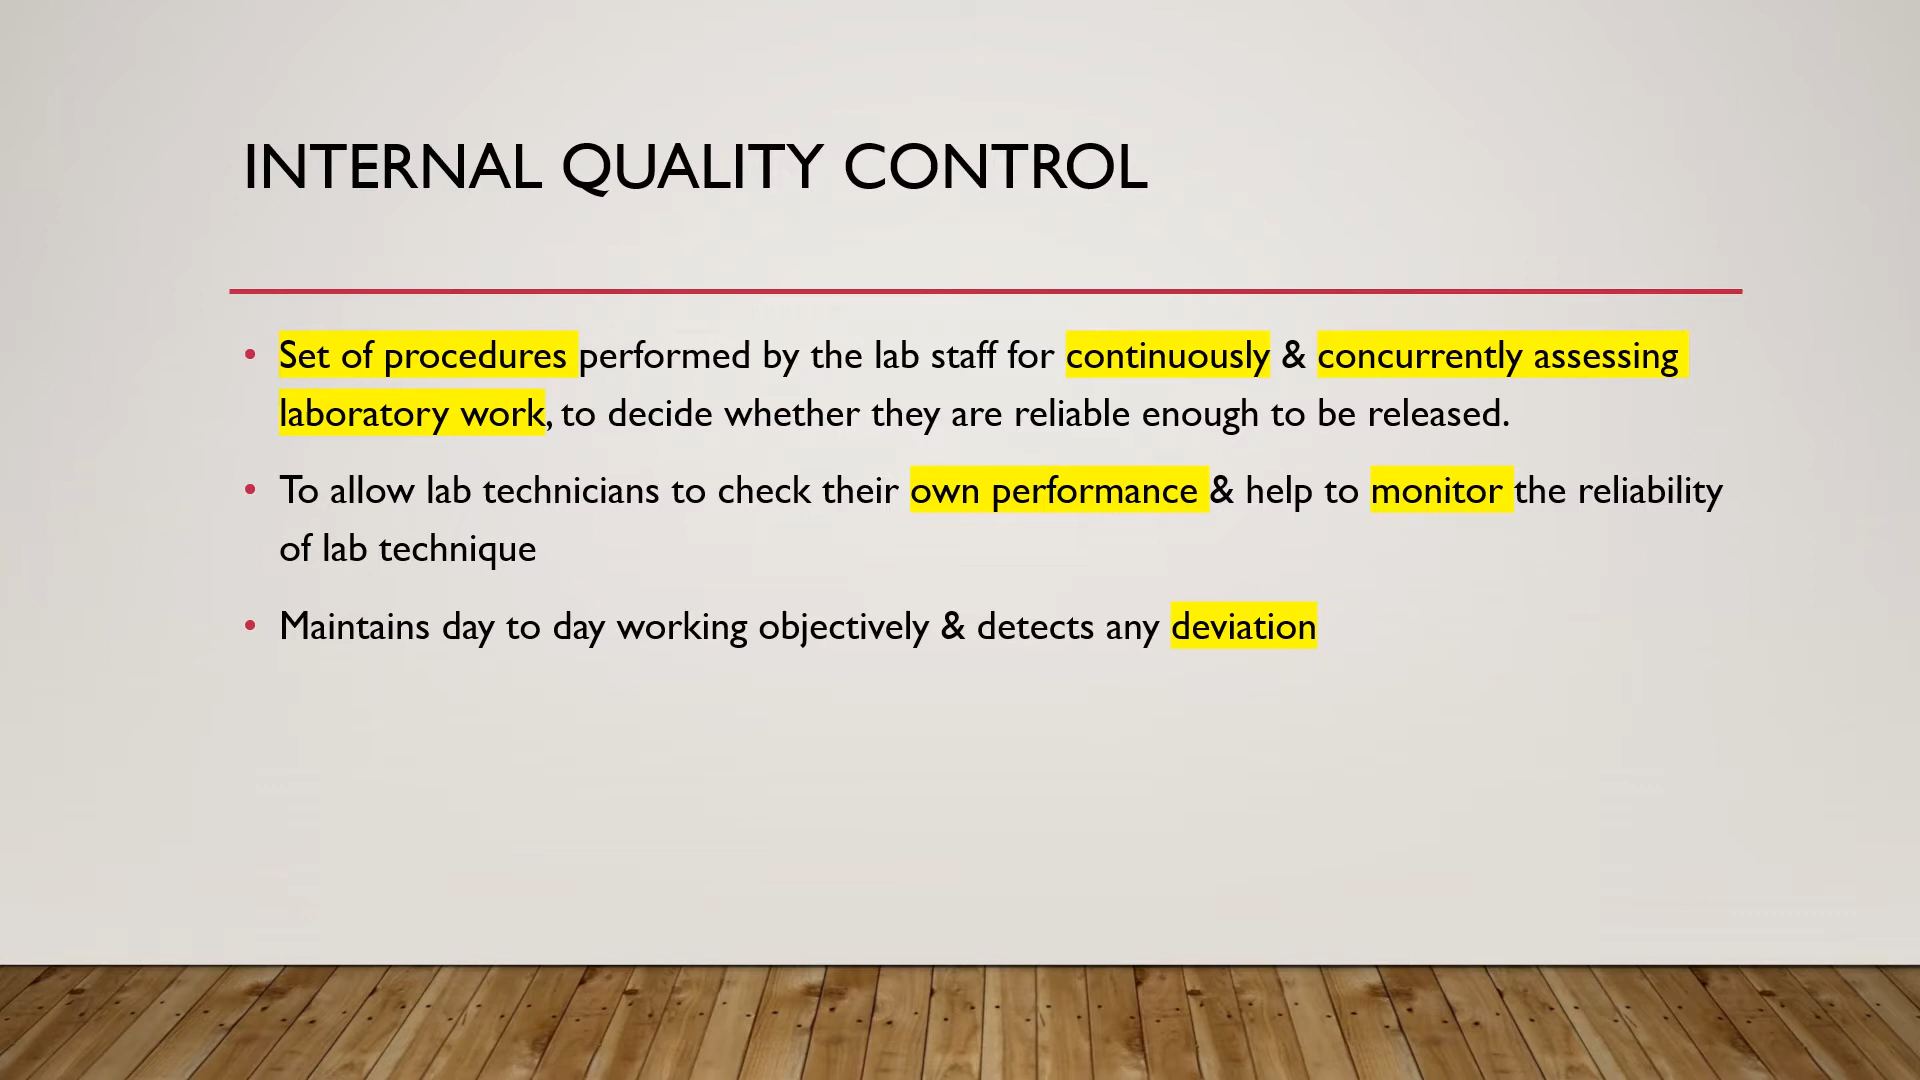 INTERNAL QUALITY CONTROL
• Set of procedures performed by the lab staff for continuously & concurrently assessing
laboratory work, to decide whether they are reliable enough to be released.
• To allow lab technicians to check their own performance & help to monitor the reliability
of lab technique
• Maintains day to day working objectively & detects any deviation